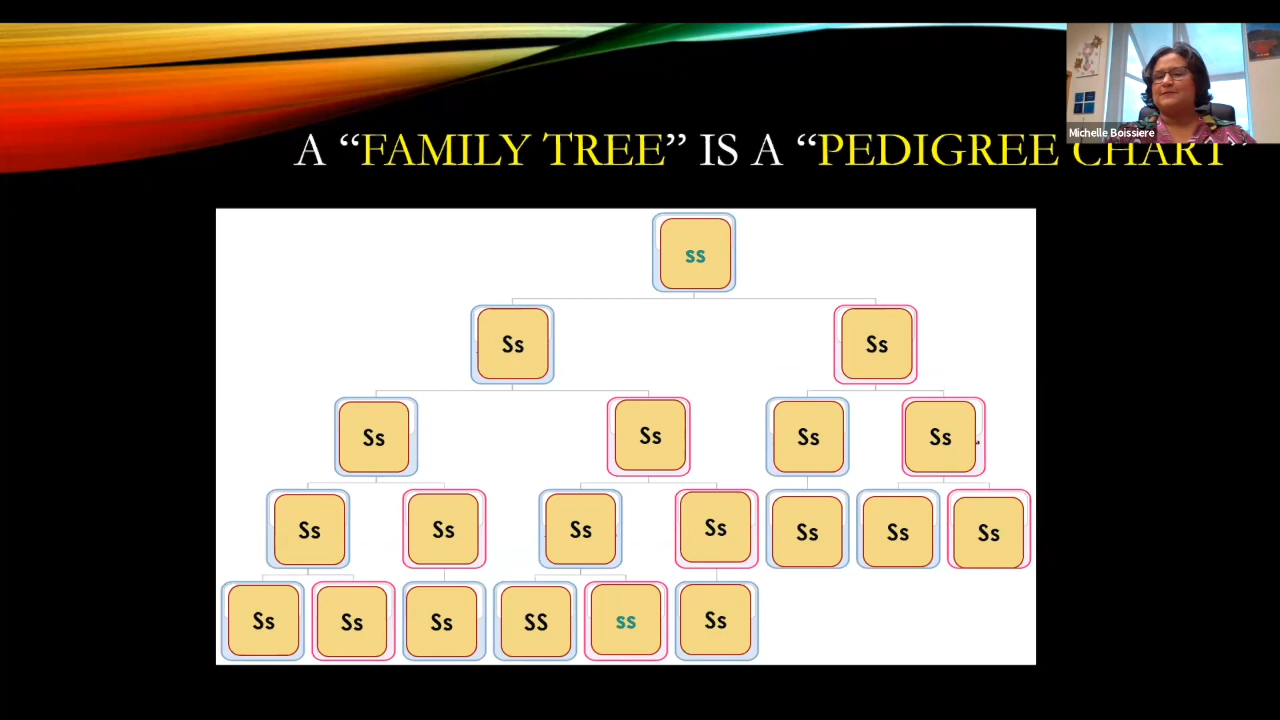 Michelle Boissiere
A “FAMILY TREE” IS A “PEDIGREE CHART
ss
Ss Ss
Ss Ss Ss Ss
Ss Ss Ss Ss Ss Ss Ss
Ss Ss Ss SS ss Ss